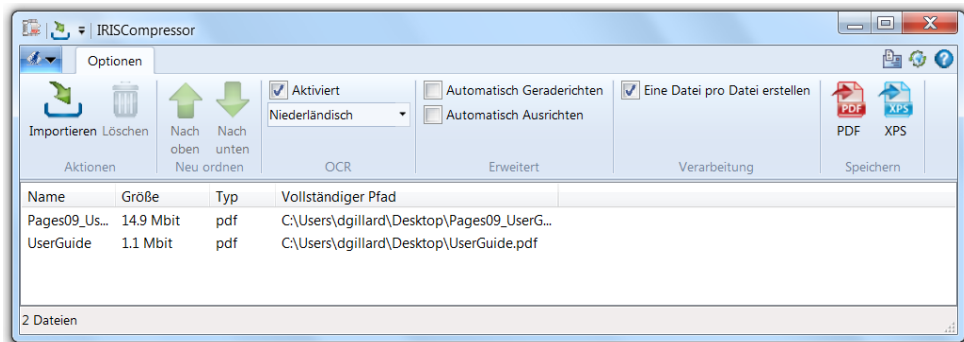 IRISCompressor
Optionen
Importieren Löschen
Aktionen
Nach oben
Nach unten
Neu ordnen
Aktiviert
Niederländisch
OCR
Automatisch Geraderichten
Automatisch Ausrichten
Erweitert
Eine Datei pro Datei erstellen
Verarbeitung
PDF XPS
PDF XPS
Speichern
Name Größe Typ Vollständiger Pfad
Pages09_Us... 14.9 Mbit pdf C:\Users\dgillard\Desktop\Pages09_UserG...
UserGuide 1.1 Mbit pdf C:\Users\dgillard\Desktop\UserGuide.pdf
2 Dateien